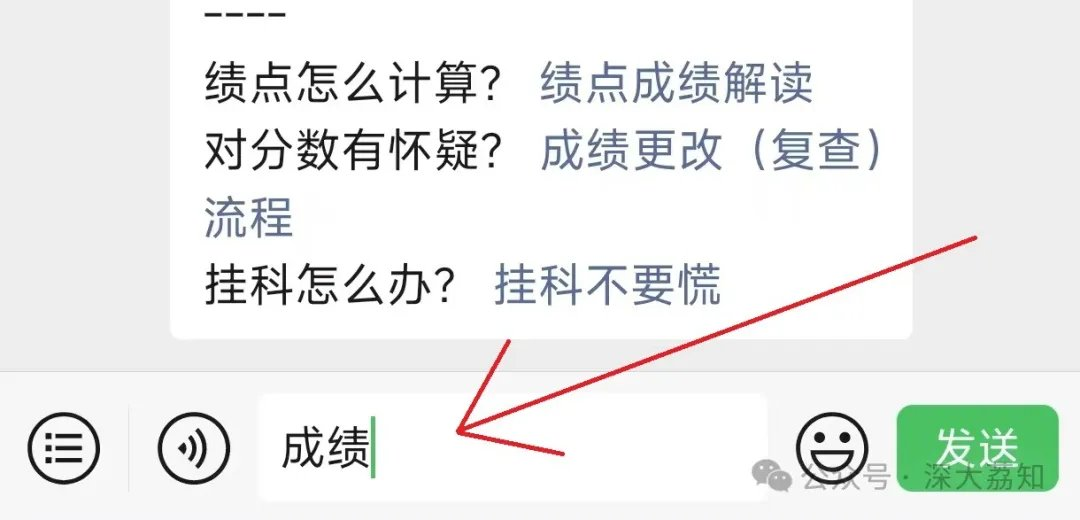 ----
绩点怎么计算？ 绩点成绩解读
对分数有怀疑？ 成绩更改（复查）
流程
挂科怎么办？ 挂科不要慌
成绩
发送
公众号 · 深大荔知